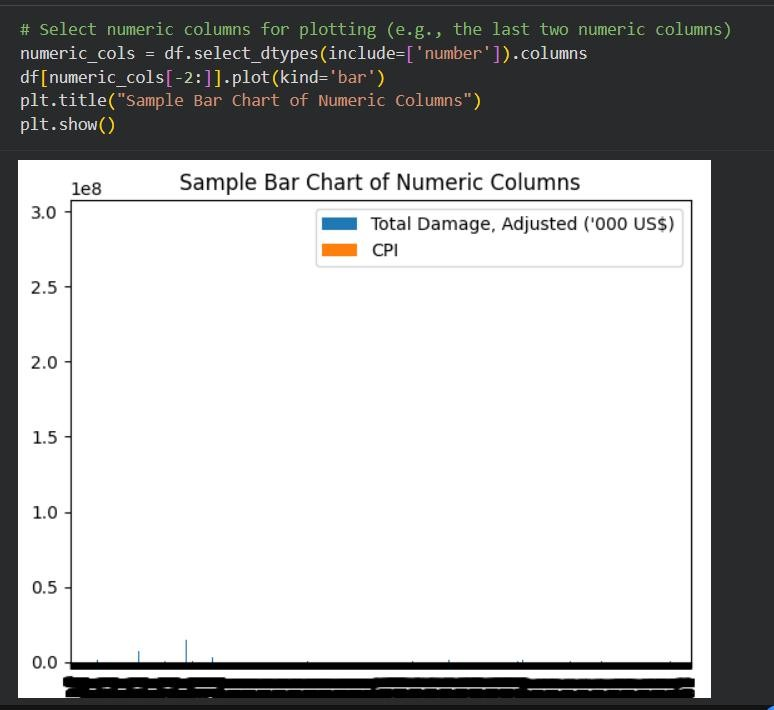 # Select numeric columns for plotting (e.g., the last two numeric columns)
numeric_cols = df.select_dtypes(include=['number']).columns
df[numeric_cols[-2:]].plot(kind='bar')
plt.title("Sample Bar Chart of Numeric Columns")
plt.show()
Sample Bar Chart of Numeric Columns
1e8
3.0
Total Damage, Adjusted ('000 US$)
CPI
2.5
2.0
1.5
1.0
0.5
0.0